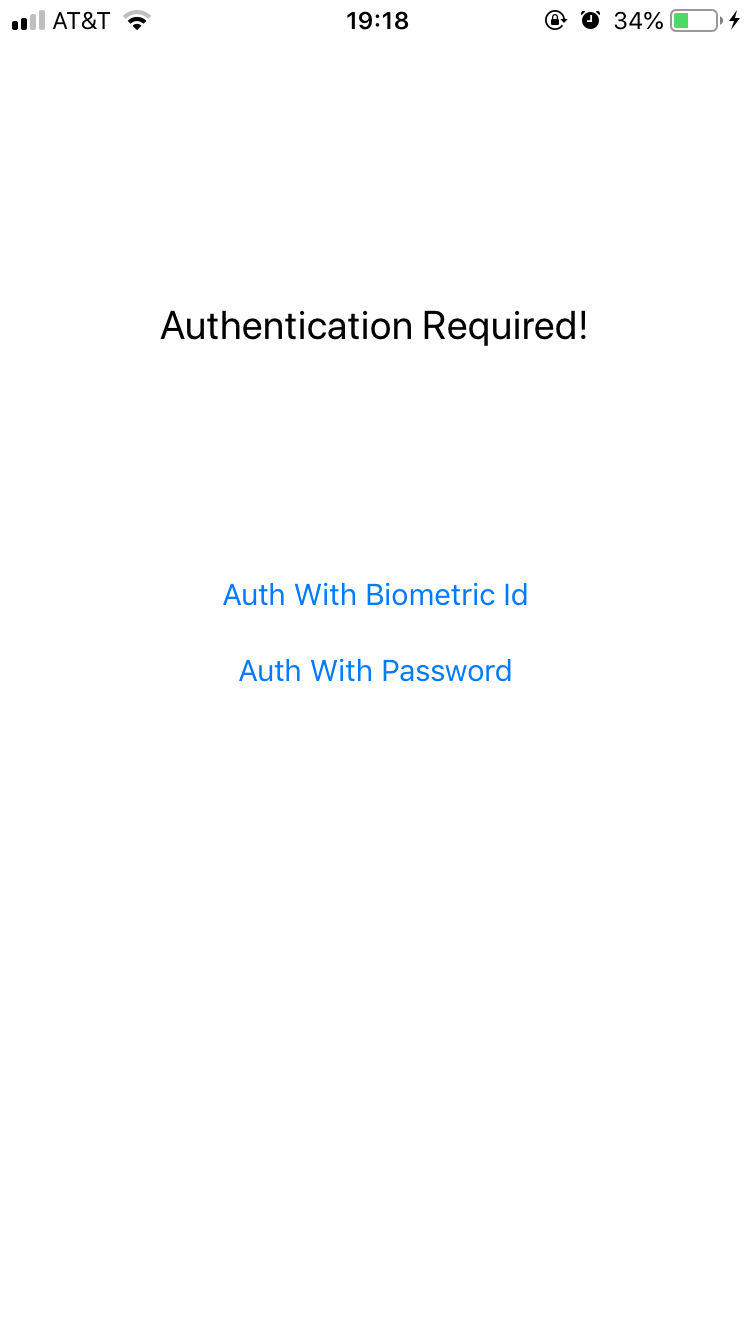 AT&T 19:18 34%
Authentication Required!
Auth With Biometric Id
Auth With Password